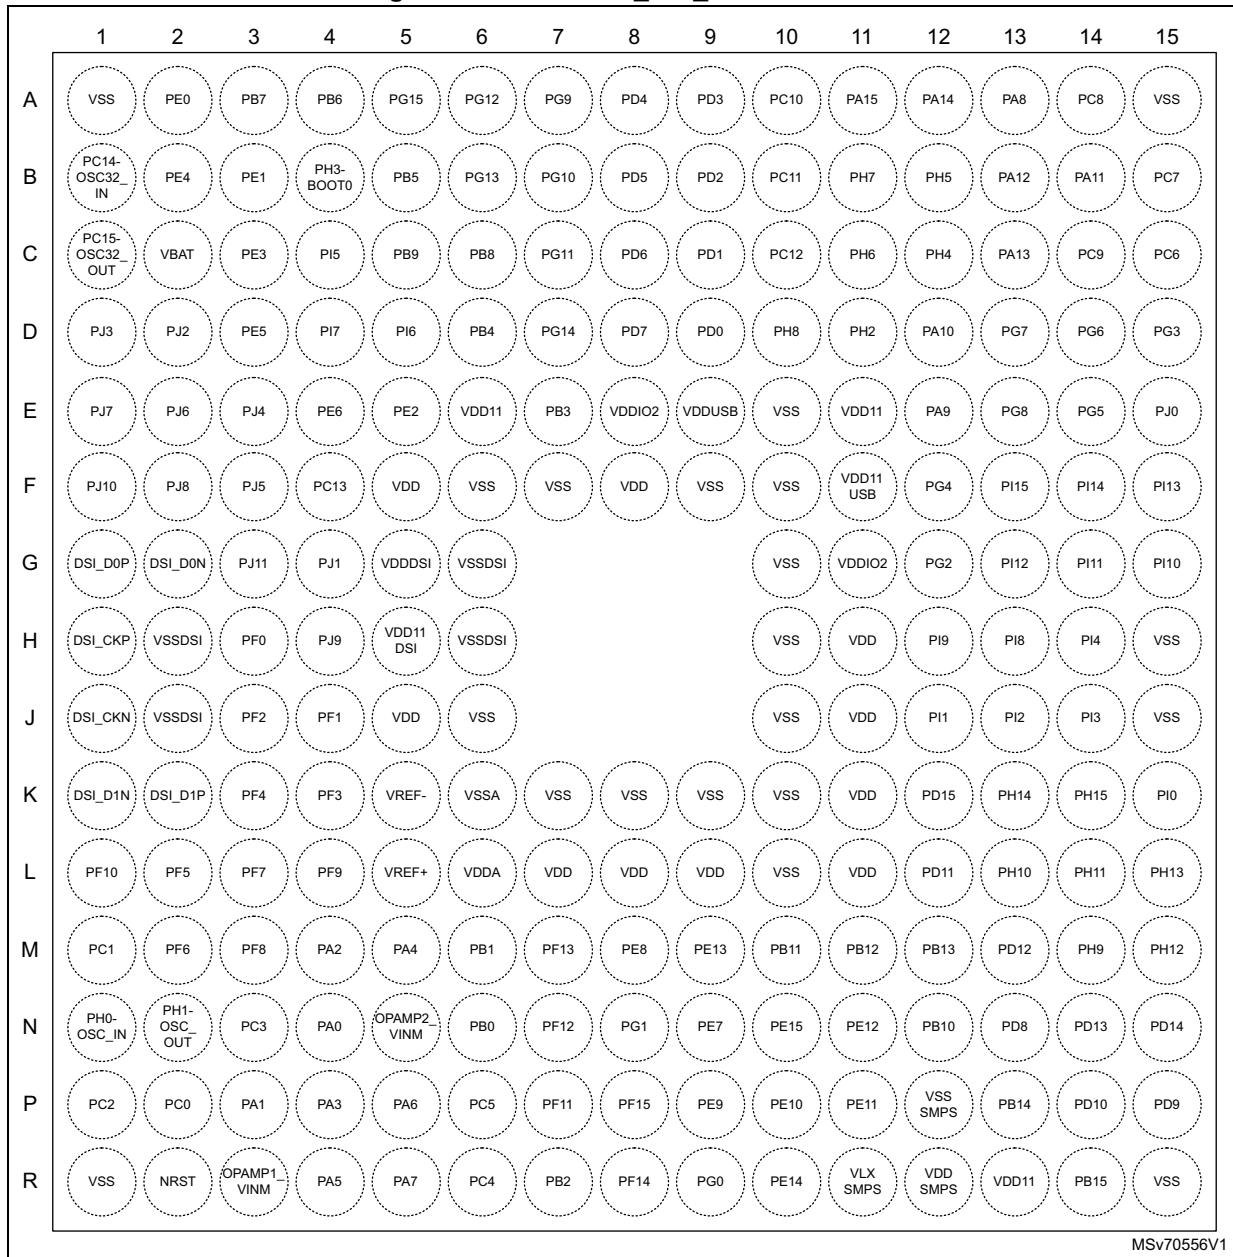 1 2 3 4 5 6 7 8 9 10 11 12 13 14 15
A VSS PE0 PB7 PB6 PG15 PG12 PG9 PD4 PD3 PC10 PA15 PA14 PA8 PC8 VSS
B PC14-OSC32_IN PE4 PE1 PH3-BOOT0 PB5 PG13 PG10 PD5 PD2 PC11 PH7 PH5 PA12 PA11 PC7
C PC15-OSC32_OUT VBAT PE3 PI5 PB9 PB8 PG11 PD6 PD1 PC12 PH6 PH4 PA13 PC9 PC6
D PJ3 PJ2 PE5 PI7 PI6 PB4 PG14 PD7 PD0 PH8 PH2 PA10 PG7 PG6 PG3
E PJ7 PJ6 PJ4 PE6 PE2 VDD11 PB3 VDDIO2 VDDUSB VSS VDD11 PA9 PG8 PG5 PJ0
F PJ10 PJ8 PJ5 PC13 VDD VSS VSS VDD VSS VSS VDD11 USB PG4 PI15 PI14 PI13
G DSI_D0P DSI_D0N PJ11 PJ1 VDDDSI VSSDSI VSS VDDIO2 PG2 PI12 PI11 PI10
H DSI_CKP VSSDSI PF0 PJ9 VDD11 DSI VSSDSI VSS VDD PI9 PI8 PI4 VSS
J DSI_CKN VSSDSI PF2 PF1 VDD VSS VSS VDD PI1 PI2 PI3 VSS
K DSI_D1N DSI_D1P PF4 PF3 VREF- VSSA VSS VSS VSS VSS VDD PD15 PH14 PH15 PI0
L PF10 PF5 PF7 PF9 VREF+ VDDA VDD VDD VDD VSS VDD PD11 PH10 PH11 PH13
M PC1 PF6 PF8 PA2 PA4 PB1 PF13 PE8 PE13 PB11 PB12 PB13 PD12 PH9 PH12
N PH0-OSC_IN PH1-OSC_OUT PC3 PA0 OPAMP2_VINM PB0 PF12 PG1 PE7 PE15 PE12 PB10 PD8 PD13 PD14
P PC2 PC0 PA1 PA3 PA6 PC5 PF11 PF15 PE9 PE10 PE11 VSS SMPS PB14 PD10 PD9
R VSS NRST OPAMP1_VINM PA5 PA7 PC4 PB2 PF14 PG0 PE14 VLX SMPS VDD SMPS VDD11 PB15 VSS
MSv70556V1